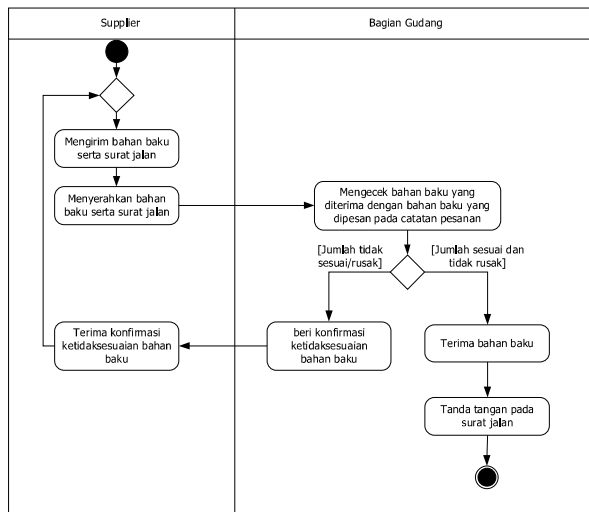 Supplier
Bagian Gudang
Mengirim bahan baku
serta surat jalan
Menyerahkan bahan
baku serta surat jalan
Mengecek bahan baku yang
diterima dengan bahan baku yang
dipesan pada catatan pesanan
[Jumlah tidak
sesuai/rusak]
[Jumlah sesuai dan
tidak rusak]
Terima konfirmasi
ketidaksesuaian bahan
baku
beri konfirmasi
ketidaksesuaian
bahan baku
Terima bahan baku
Tanda tangan pada
surat jalan